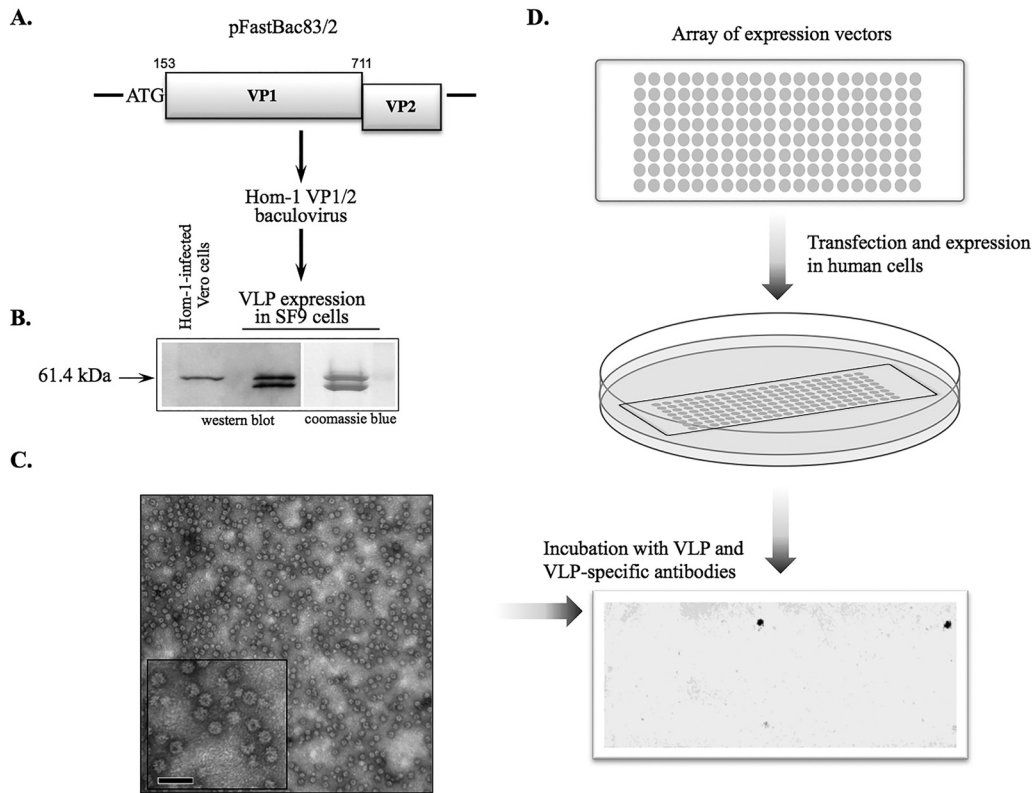 A.
pFastBac83/2
153
711
ATG
VP1
VP2
Hom-1 VP1/2
baculovirus
Hom-1-infected
Vero cells
VLP expression
in SF9 cells
B.
61.4 kDa
western blot
coomassie blue
C.
D.
Array of expression vectors
Transfection and expression
in human cells
Incubation with VLP and
VLP-specific antibodies